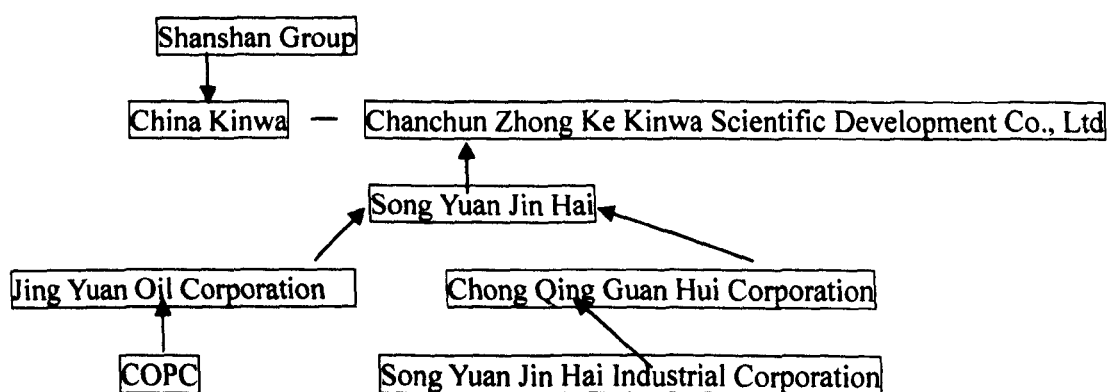 Shanshan Group
China Kinwa — Chanchun Zhong Ke Kinwa Scientific Development Co., Ltd
Song Yuan Jin Hai
Jing Yuan Oil Corporation Chong Qing Guan Hui Corporation
COPC Song Yuan Jin Hai Industrial Corporation